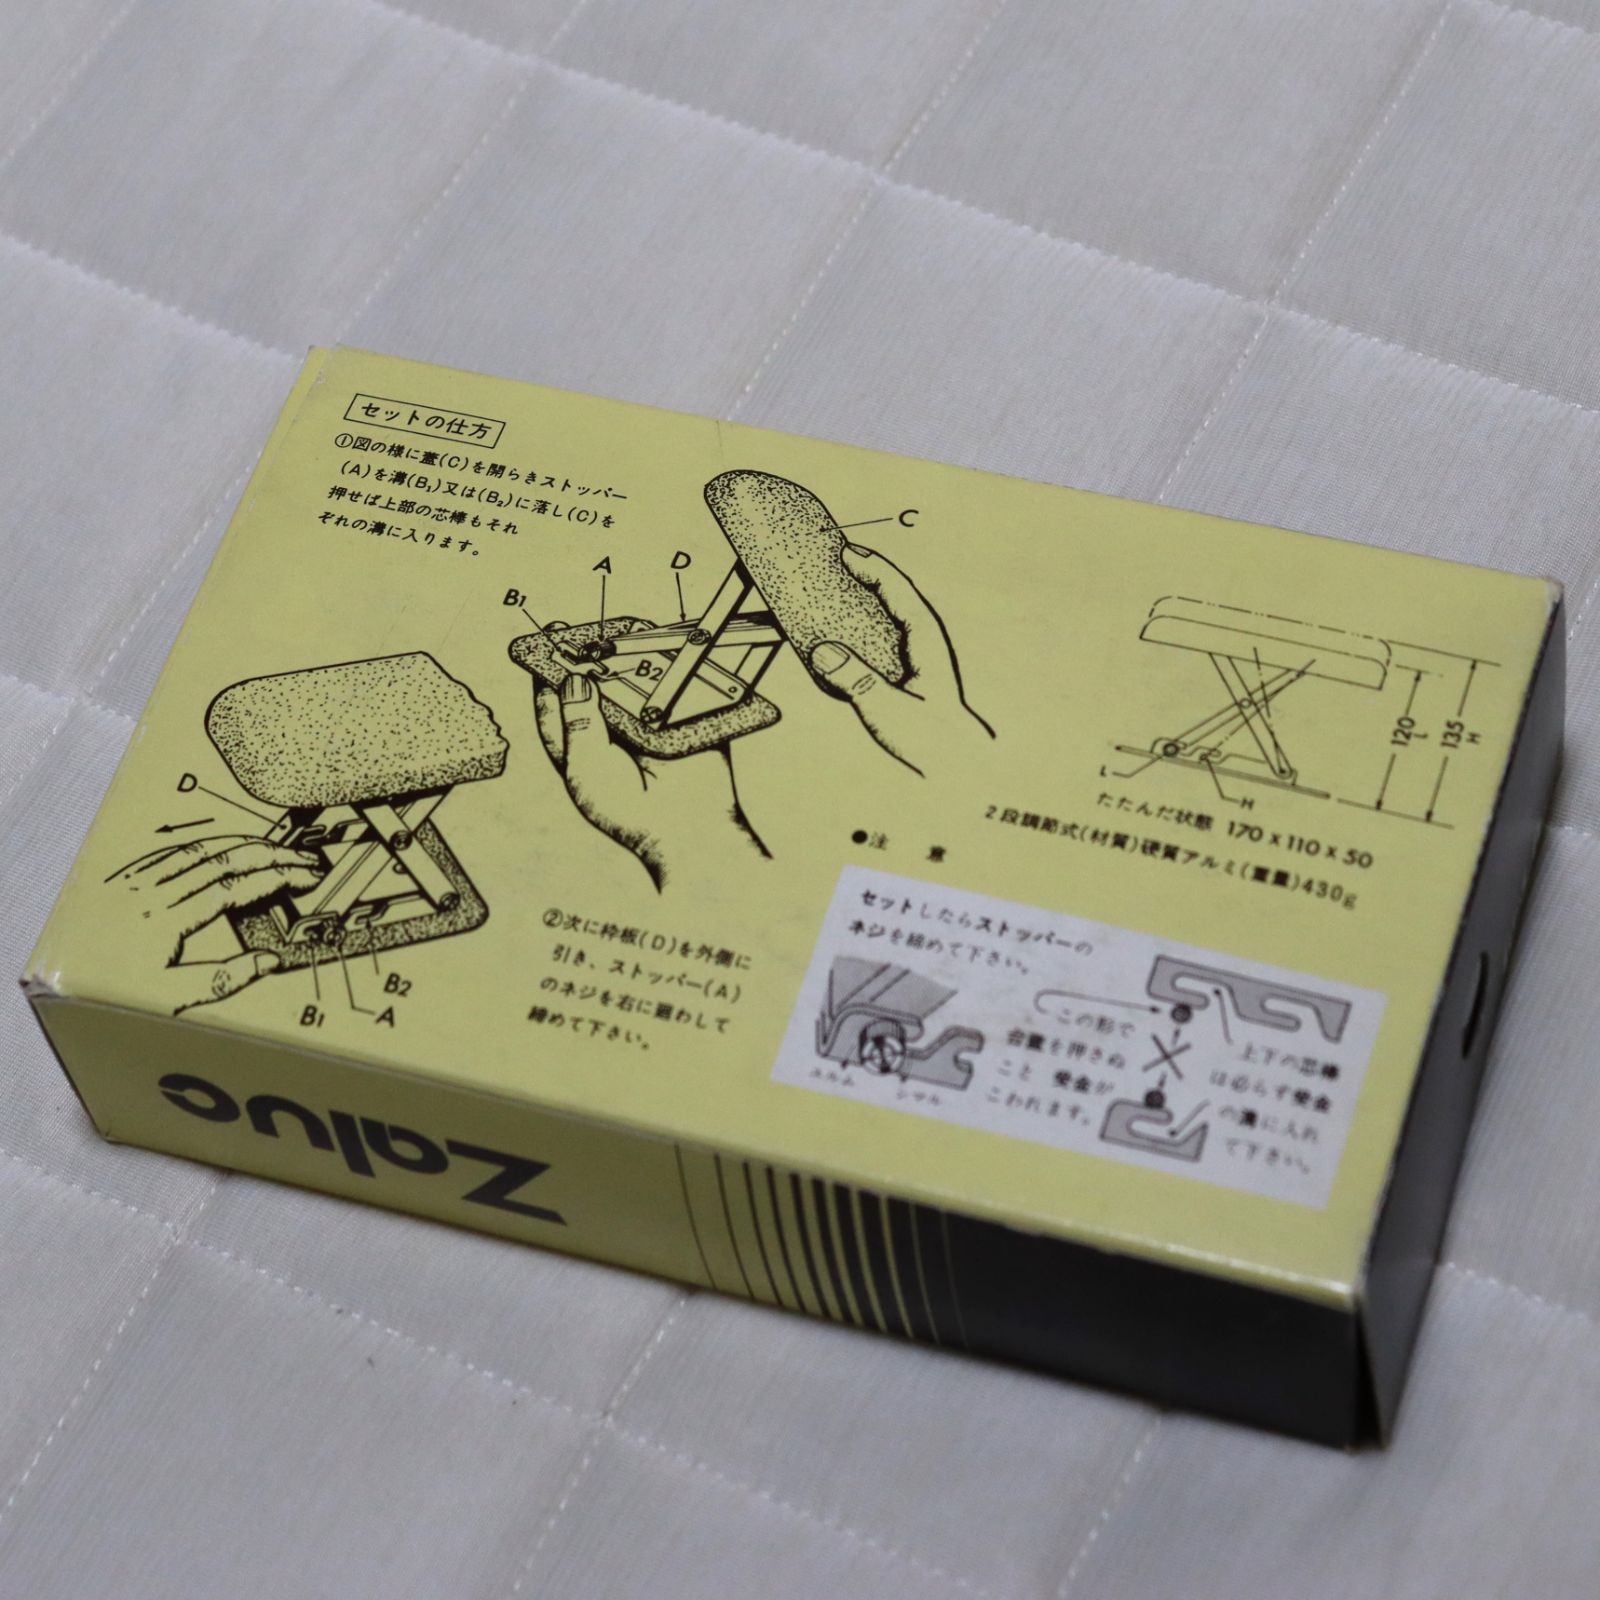 セットの仕方
①図の様に蓋(C)を開らきストッパー
(A)を溝(B₁)又は(B₂)に落し(C)を
押せば上部の芯棒もそれ
ぞれの溝に入ります。
C
A
D
B1
B2
D
B2
B1
A
②次に枠板(D)を外側に
引き、ストッパー(A)
のネジを右に廻わして
締めて下さい。
120
L
135
H
L
H
たたんだ状態 170×110×50
2段調節式(材質)硬質アルミ(重量)430g
●注 意
セットしたらストッパーの
ネジを締めて下さい。
ユルム
シマル
この形で
台蓋を押さぬ
こと 受金が
こわれます。
上下の芯棒
は必らず受金
の溝に入れ
て下さい。
Zaluc